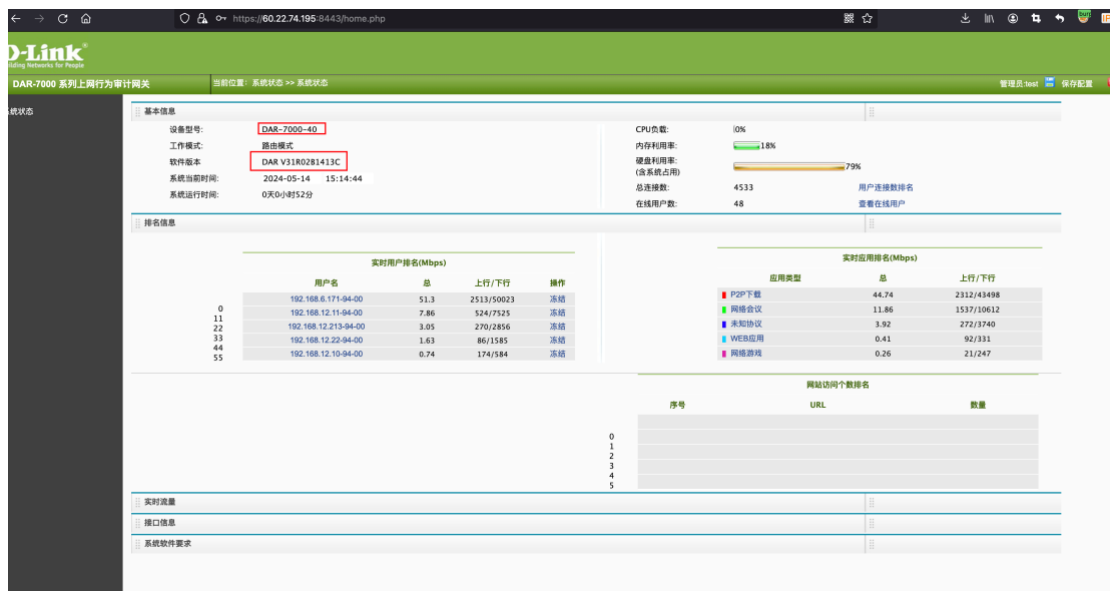 https://60.22.74.195:8443/home.php
D-Link
Building Networks for People
DAR-7000 系列上网行为审计网关
当前位置: 系统状态 >> 系统状态
管理员:test
保存配置
系统状态
基本信息
设备型号: DAR-7000-40
工作模式: 路由模式
软件版本 DAR V31R0281413C
系统当前时间: 2024-05-14 15:14:44
系统运行时间: 0天0小时52分
CPU负载: 0%
内存利用率: 18%
硬盘利用率: 79%
(含系统占用)
总连接数: 4533 用户连接数排名
在线用户数: 48 查看在线用户
排名信息
实时用户排名(Mbps)
用户名 总 上行/下行 操作
192.168.6.171-94-00 51.3 2513/50023 冻结
192.168.12.11-94-00 7.86 524/7525 冻结
192.168.12.213-94-00 3.05 270/2856 冻结
192.168.12.22-94-00 1.63 86/1585 冻结
192.168.12.10-94-00 0.74 174/584 冻结
0
11
22
33
44
55
实时应用排名(Mbps)
应用类型 总 上行/下行
P2P下载 44.74 2312/43498
网络会议 11.86 1537/10612
未知协议 3.92 272/3740
WEB应用 0.41 92/331
网络游戏 0.26 21/247
网站访问个数排名
序号 URL 数量
0
1
2
3
4
5
实时流量
接口信息
系统软件要求